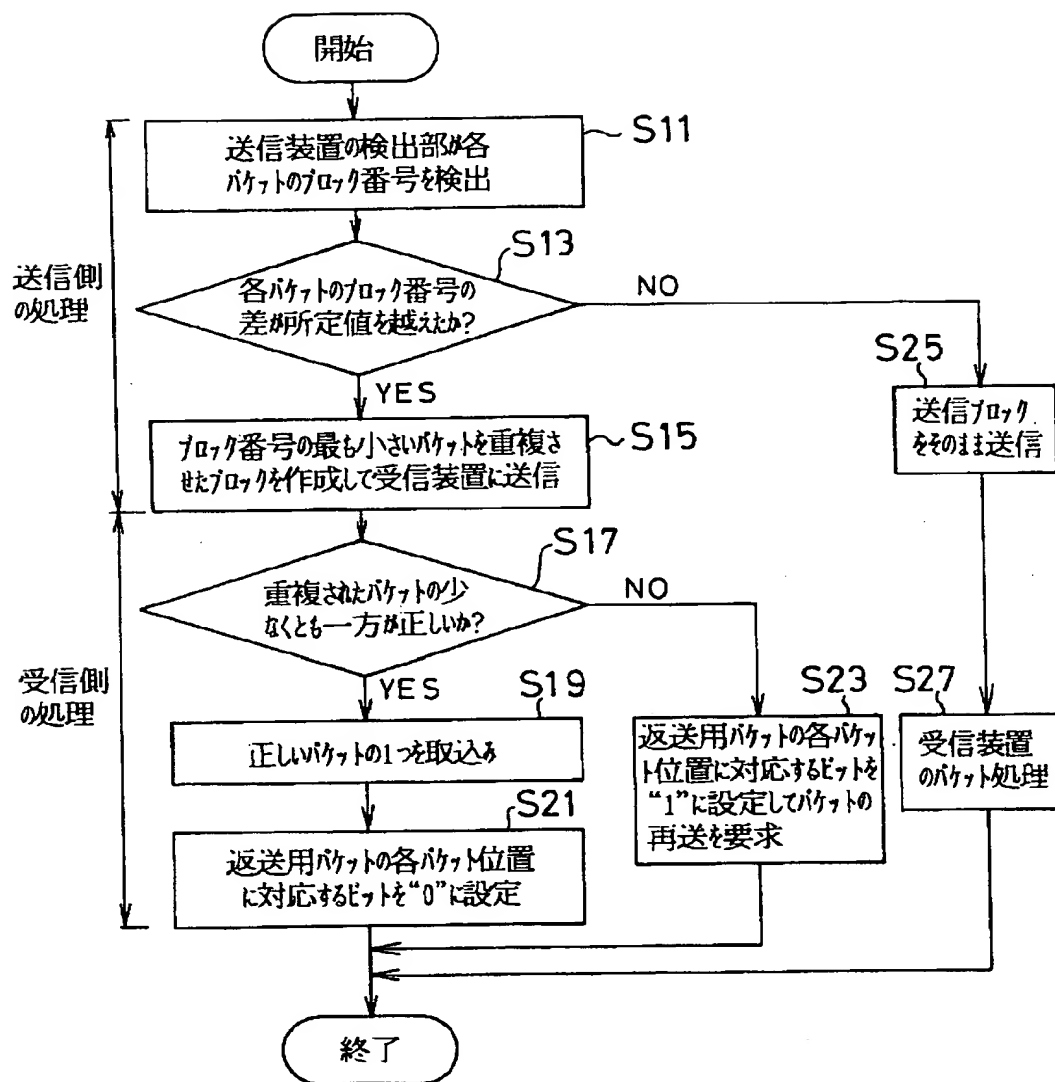 開始
S11
送信装置の検出部が各
パケットのブロック番号を検出
S13
送信側
の処理
各パケットのブロック番号の
差が所定値を越えたか?
NO
YES
S25
送信ブロック
をそのまま送信
S15
ブロック番号の最も小さいパケットを重複さ
せたブロックを作成して受信装置に送信
S17
重複されたパケットの少
なくとも一方が正しいか?
NO
受信側
の処理
YES
S19
正しいパケットの1つを取込み
S23
返送用パケットの各パケッ
ト位置に対応するビットを
“1”に設定してパケットの
再送を要求
S27
受信装置
のパケット処理
S21
返送用パケットの各パケット位置
に対応するビットを“0”に設定
終了